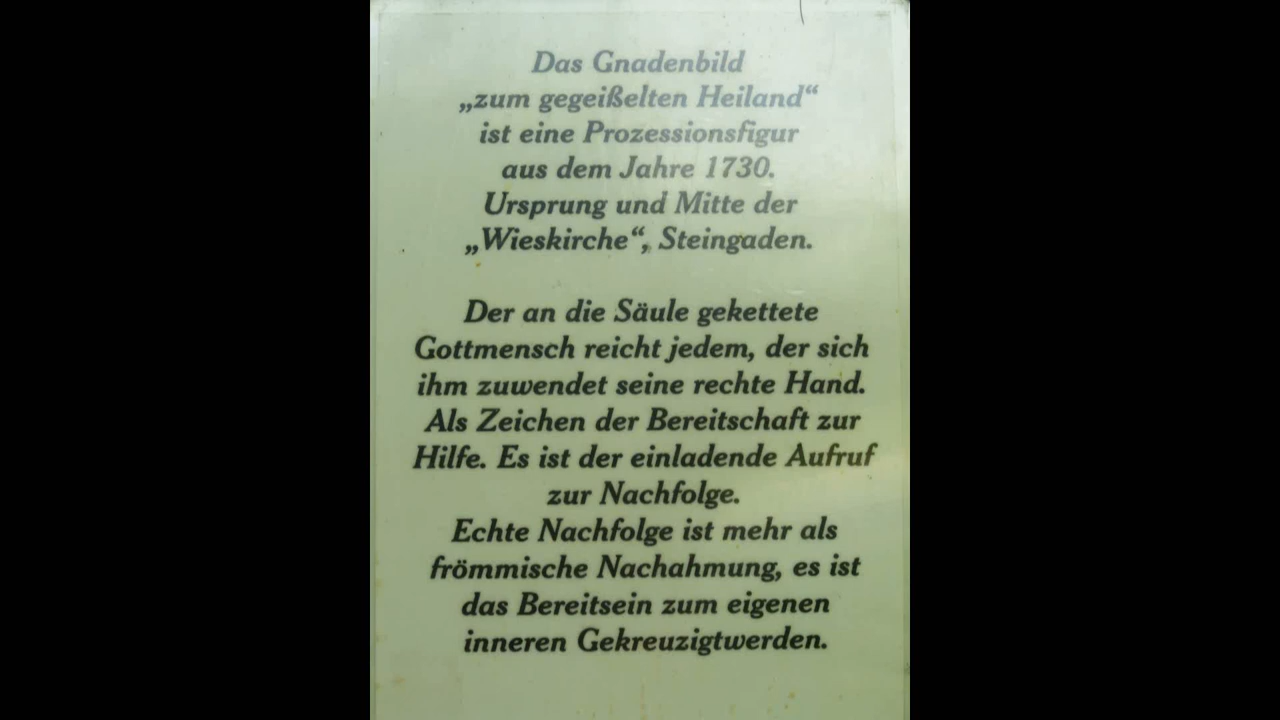 Das Gnadenbild
„zum gegeißelten Heiland“
ist eine Prozessionsfigur
aus dem Jahre 1730.
Ursprung und Mitte der
„Wieskirche“, Steingaden.
Der an die Säule gekettete
Gottmensch reicht jedem, der sich
ihm zuwendet seine rechte Hand.
Als Zeichen der Bereitschaft zur
Hilfe. Es ist der einladende Aufruf
zur Nachfolge.
Echte Nachfolge ist mehr als
frömmische Nachahmung, es ist
das Bereitsein zum eigenen
inneren Gekreuzigtwerden.